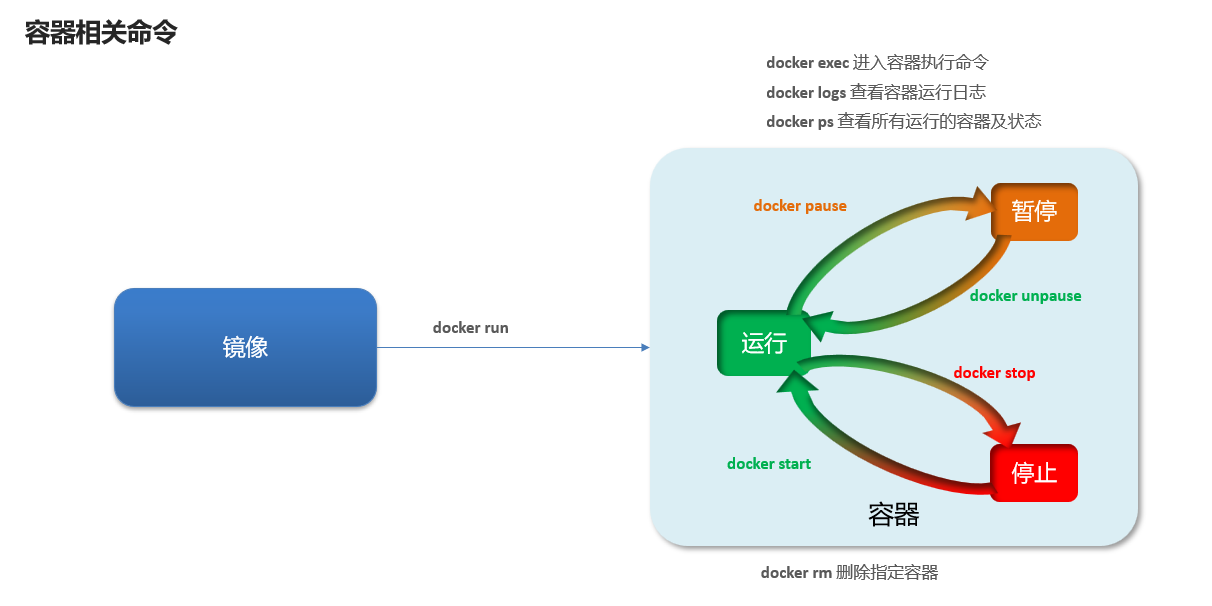 容器相关命令
docker exec 进入容器执行命令
docker logs 查看容器运行日志
docker ps 查看所有运行的容器及状态
docker pause
暂停
docker unpause
镜像
docker run
运行
docker stop
docker start
停止
容器
docker rm 删除指定容器